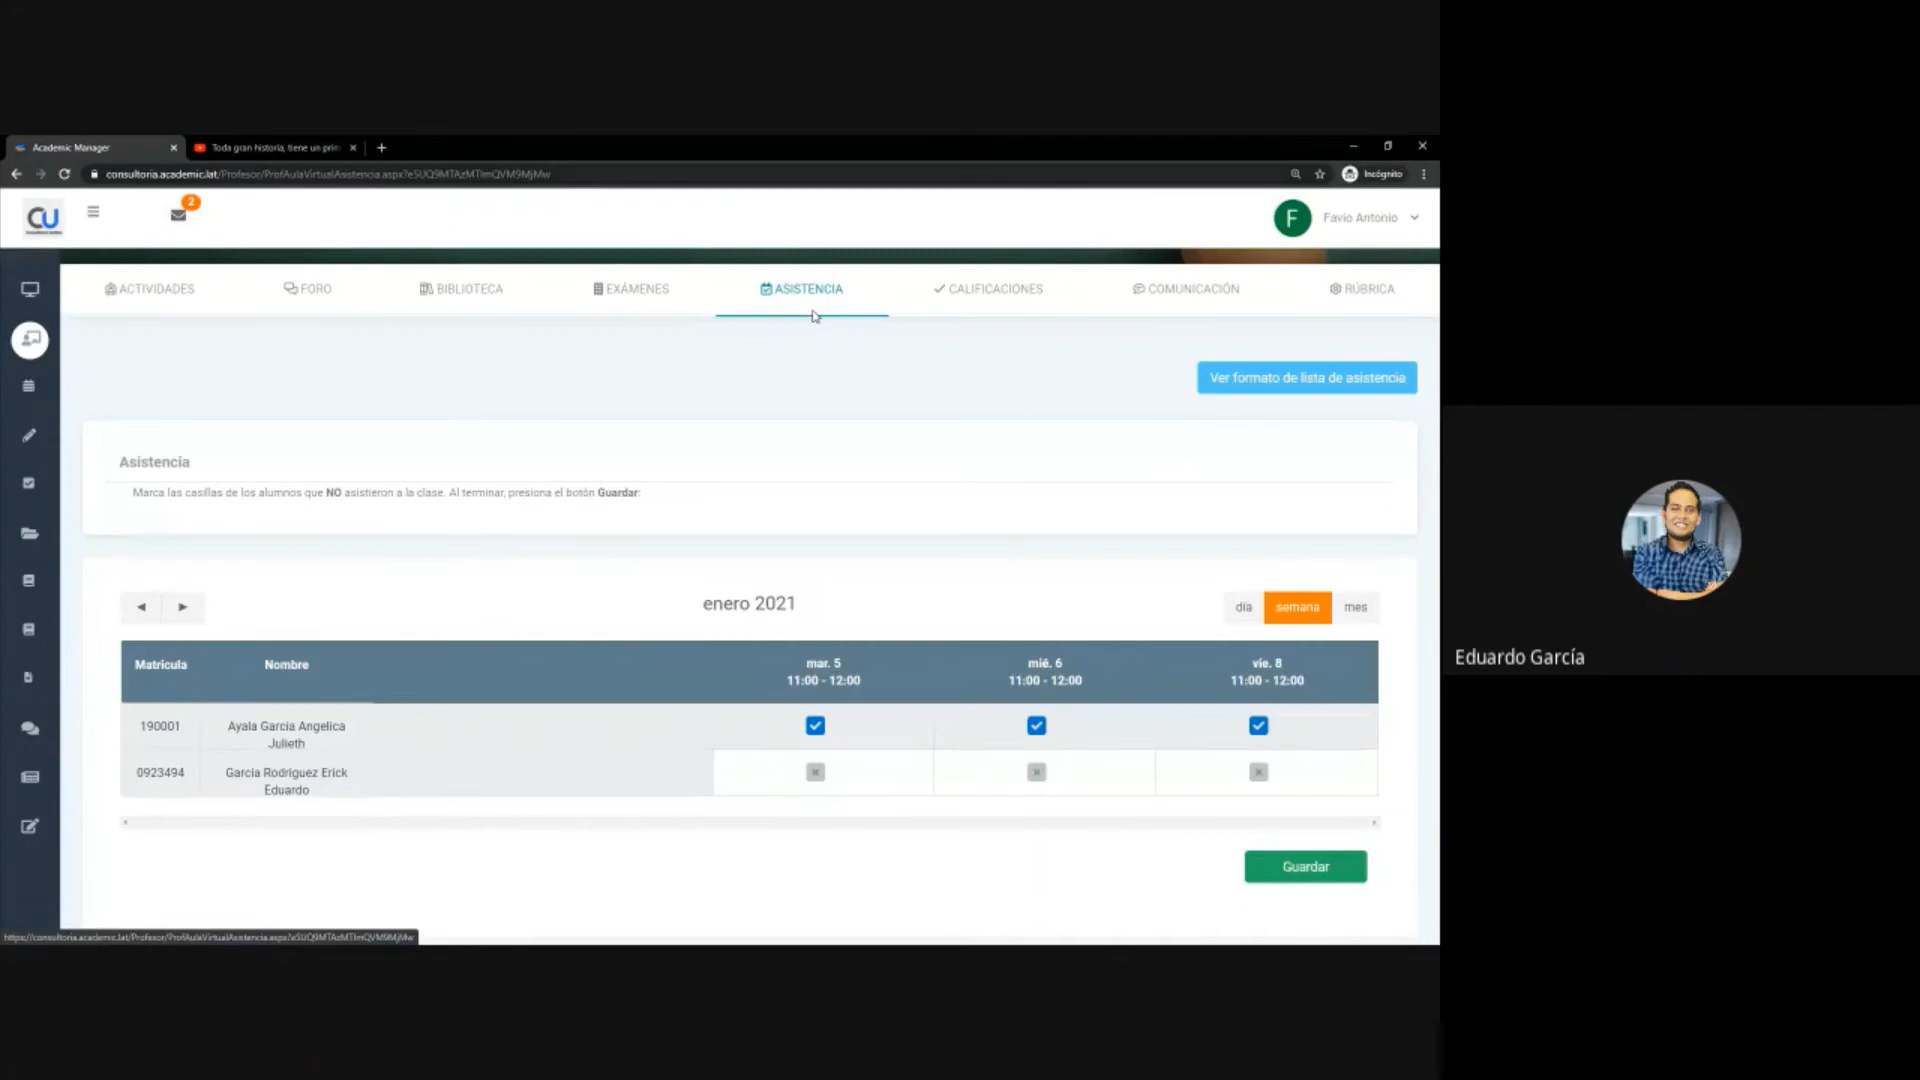 Academic Manager
Toda gran historia, tiene un prim
consultoria.academic.lat/Profesor/ProfAulaVirtualAsistencia.aspx?eSUQ9MTAzMTImQVM9MjMw
Incógnito
CU
2
F
Favio Antonio
ACTIVIDADES
FORO
BIBLIOTECA
EXÁMENES
ASISTENCIA
CALIFICACIONES
COMUNICACIÓN
RÚBRICA
Ver formato de lista de asistencia
Asistencia
Marca las casillas de los alumnos que NO asistieron a la clase. Al terminar, presiona el botón Guardar:
enero 2021
día
semana
mes
Matricula
Nombre
mar. 5
11:00 - 12:00
mié. 6
11:00 - 12:00
vie. 8
11:00 - 12:00
190001
Ayala Garcia Angelica
Julieth
0923494
Garcia Rodriguez Erick
Eduardo
Guardar
Eduardo García